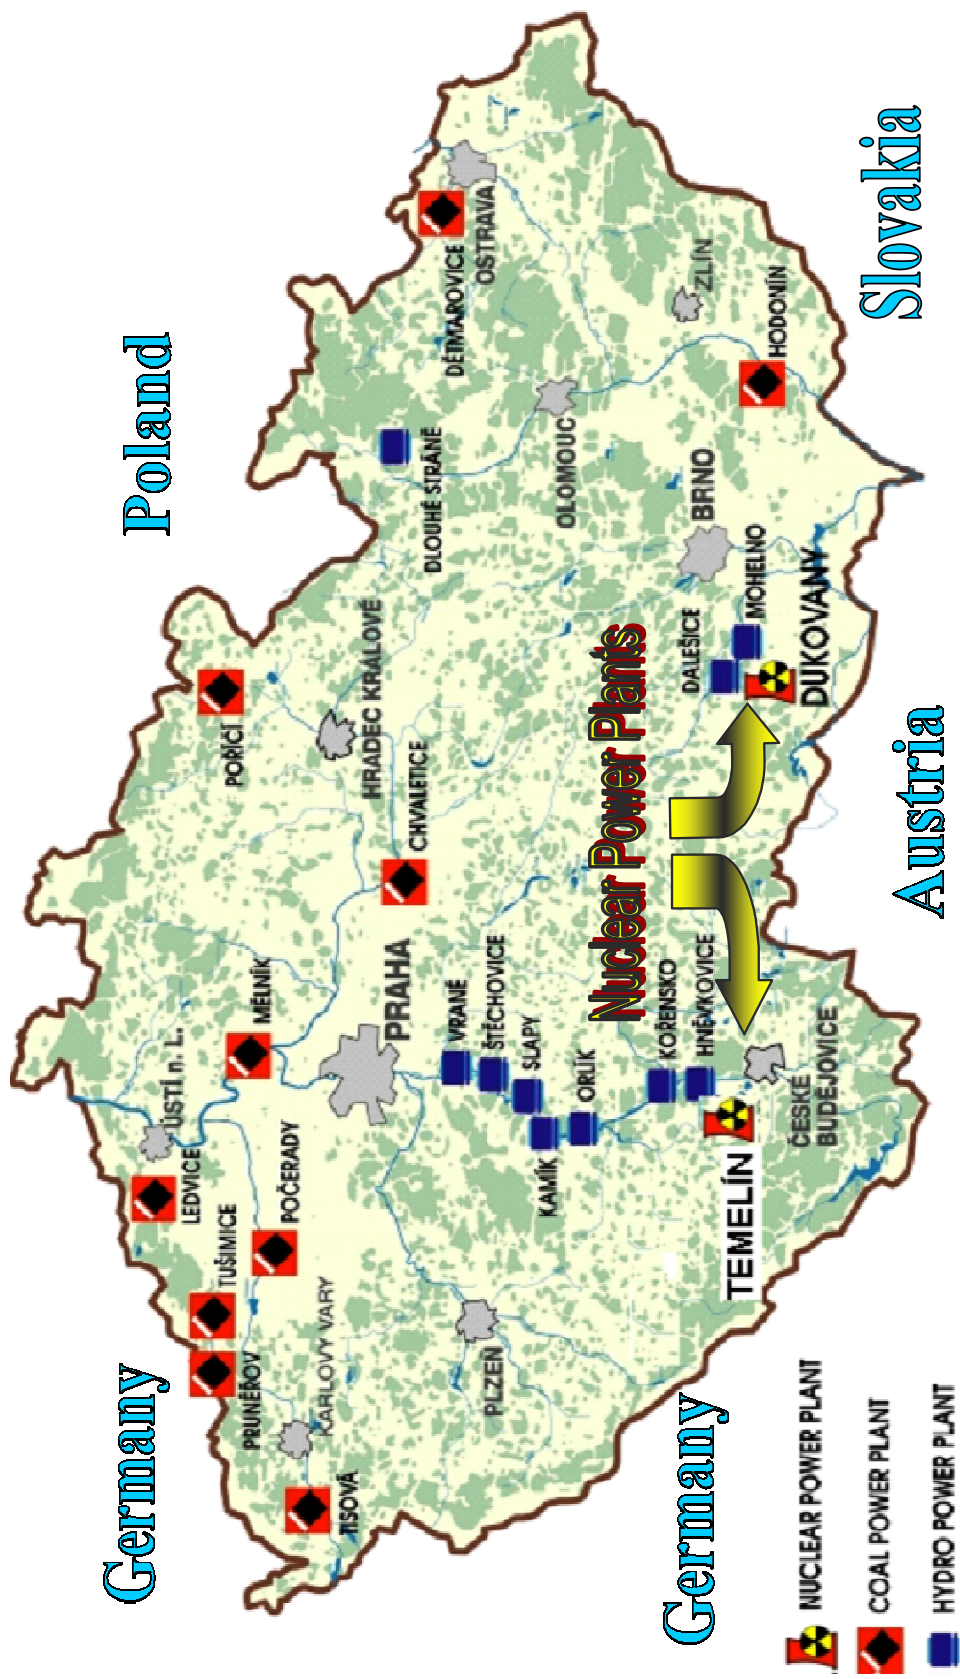 Germany
Poland
LEDVICE
ÚSTÍ n. L.
TUŠIMICE
POŘÍČÍ
PRUNÉŘOV
MĚLNÍK
POČERADY
KARLOVY VARY
TISOVÁ
HRADEC KRÁLOVÉ
PRAHA
CHVALETICE
DLOUHÉ STRÁNĚ
DĚTMAROVICE
OSTRAVA
VRANÉ
ŠTĚCHOVICE
PLZEŇ
SLAPY
KAMÍK
ORLÍK
OLOMOUC
Nuclear Power Plants
KOŘENSKO
HNĚVKOVICE
DALEŠICE
BRNO
ZLÍN
Germany
TEMELÍN
MOHELNO
HODONÍN
ČESKÉ
BUDĚJOVICE
DUKOVANY
Slovakia
Austria
NUCLEAR POWER PLANT
COAL POWER PLANT
HYDRO POWER PLANT